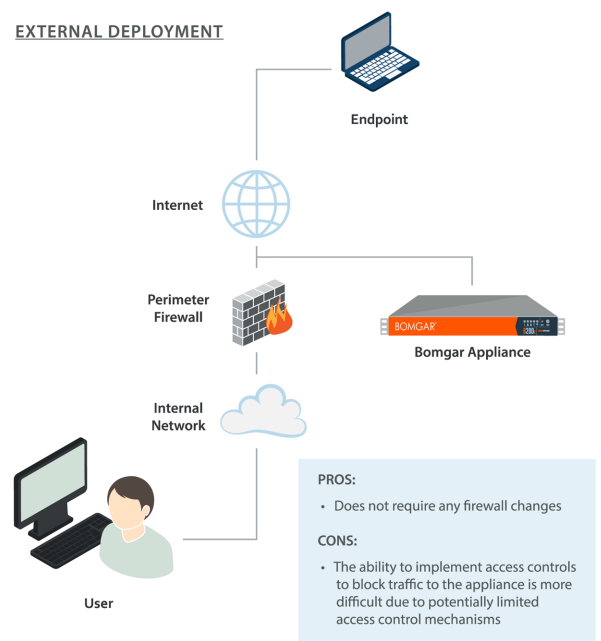 EXTERNAL DEPLOYMENT
Endpoint
Internet
Perimeter
Firewall
BOMGAR
Bomgar Appliance
Internal
Network
User
PROS:
• Does not require any firewall changes
CONS:
• The ability to implement access controls
to block traffic to the appliance is more
difficult due to potentially limited
access control mechanisms